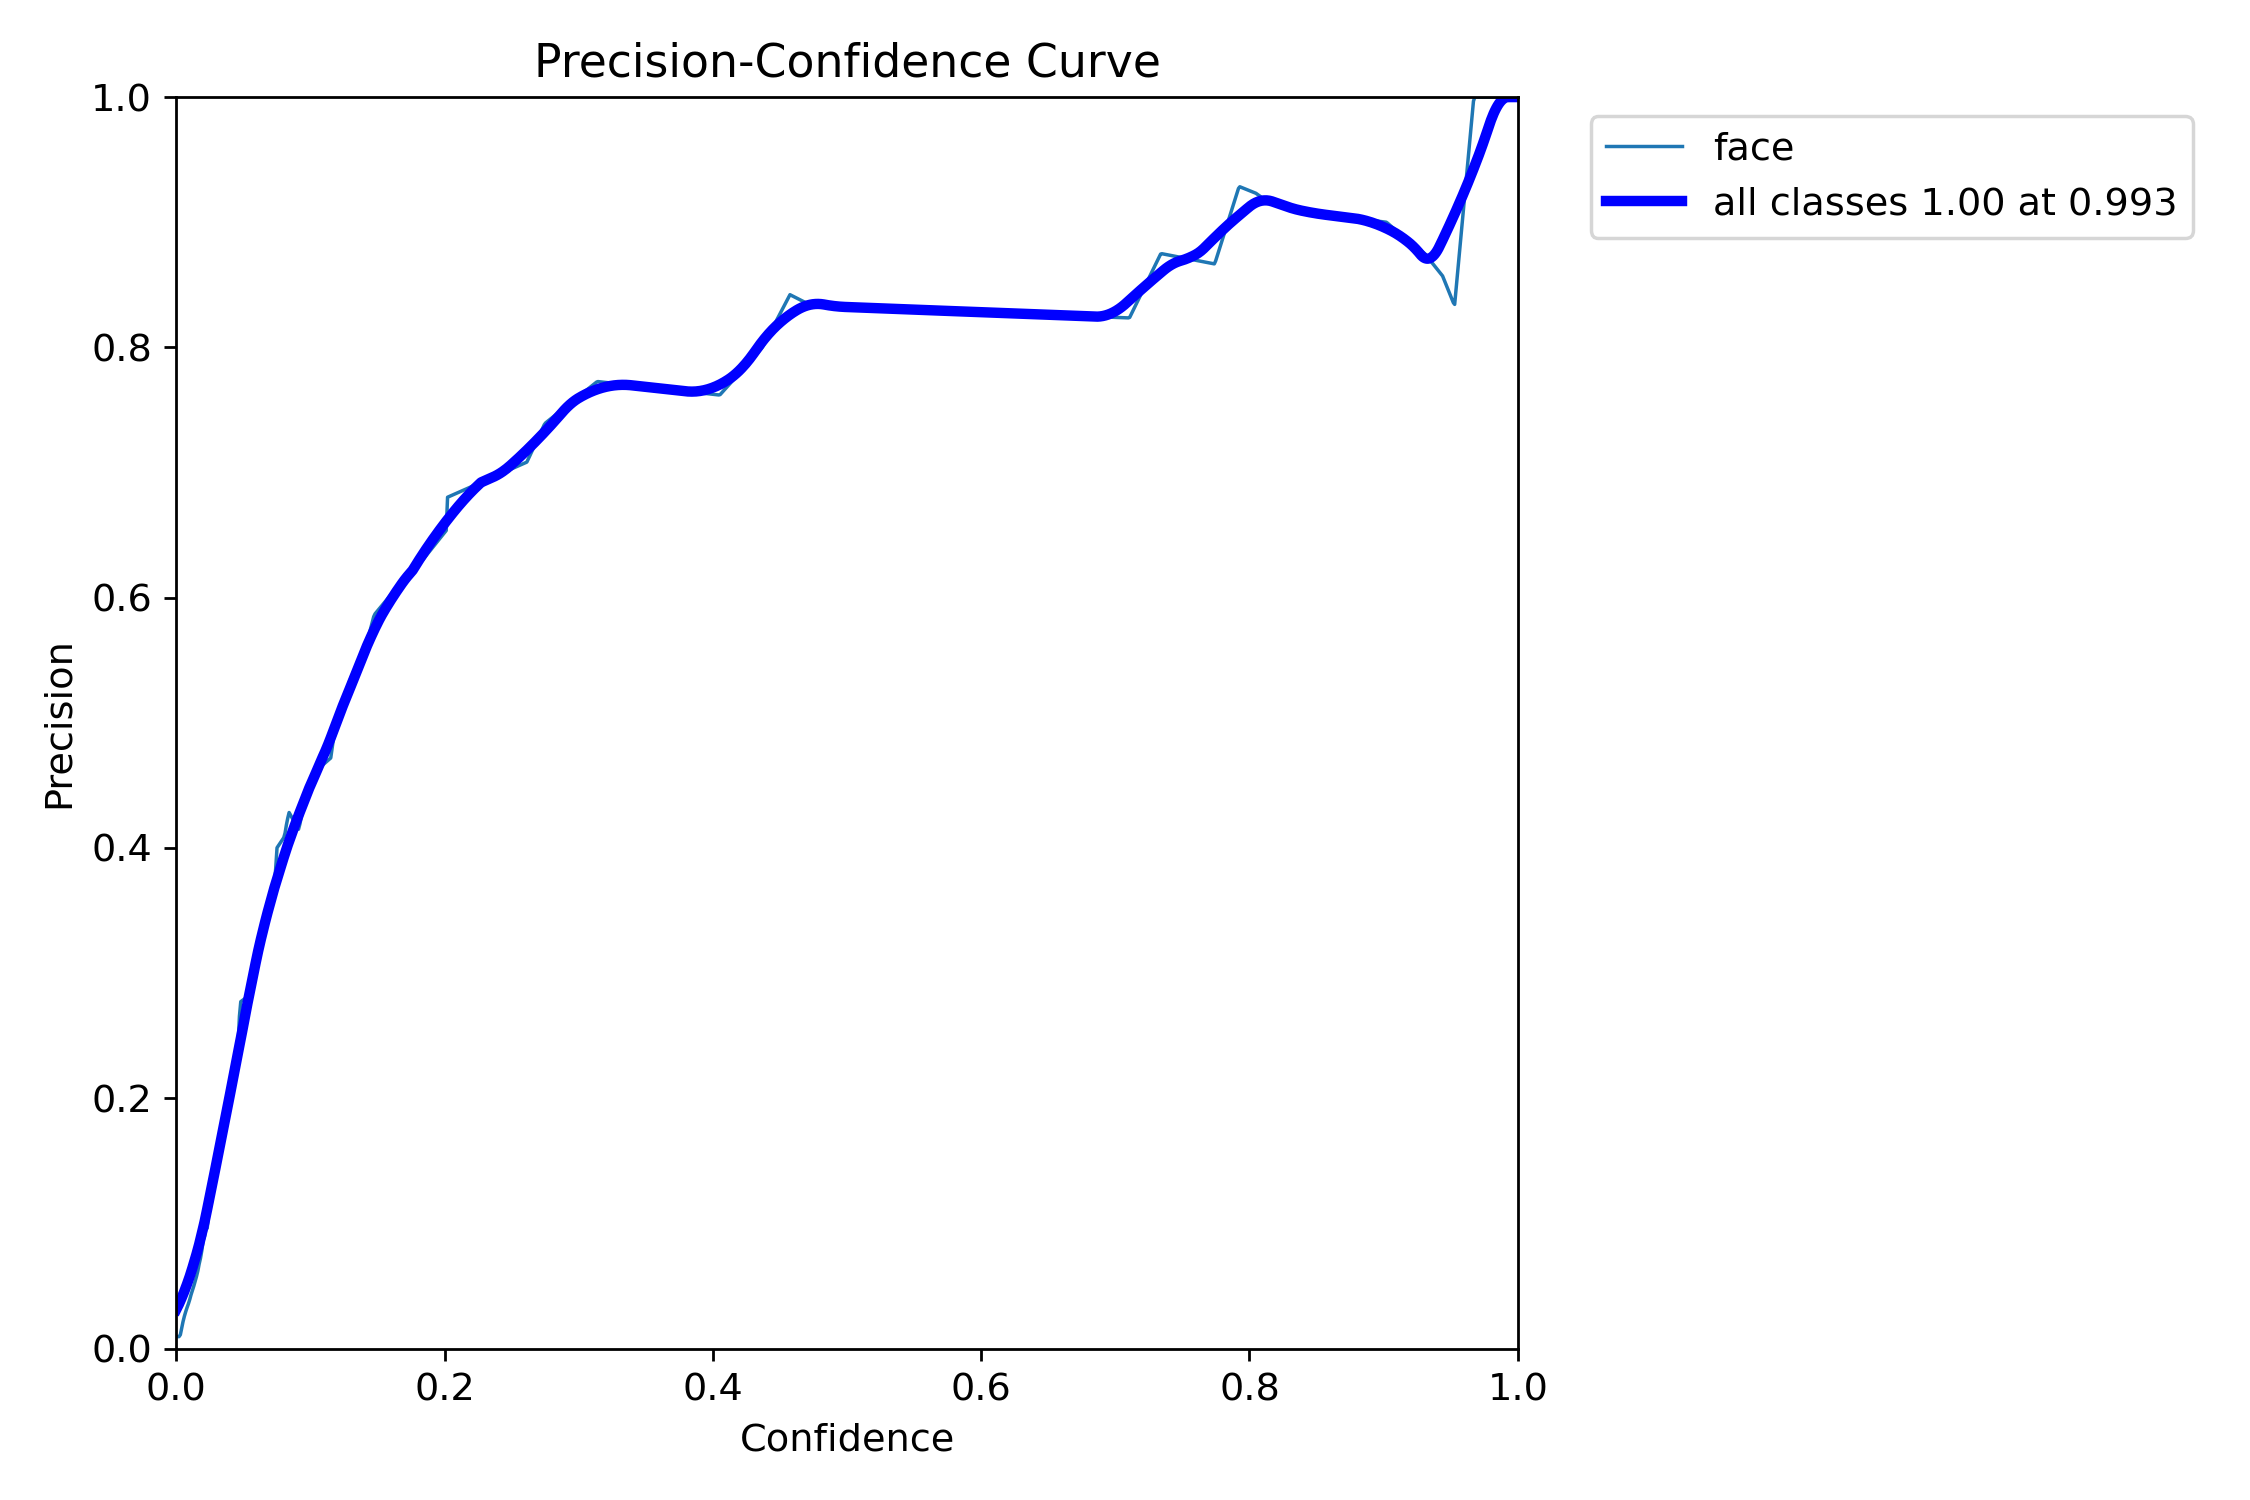 Precision-Confidence Curve
1.0
0.8
0.6
0.4
0.2
0.0
Precision
0.0 0.2 0.4 0.6 0.8 1.0
Confidence
face
all classes 1.00 at 0.993